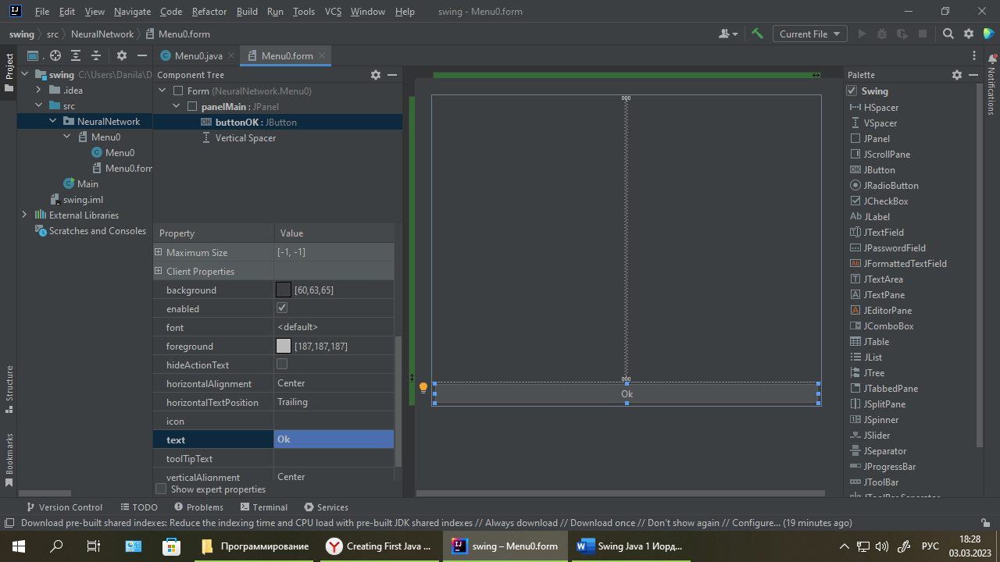 File Edit View Navigate Code Refactor Build Run Tools VCS Window Help swing - Menu0.form
swing src NeuralNetwork Menu0.form Current File
Project
Menu0.java Menu0.form
swing C:\Users\Danila\D
.idea
src
NeuralNetwork
Menu0
Menu0
Menu0.form
Main
swing.iml
External Libraries
Scratches and Consoles
Structure
Bookmarks
Component Tree
Form (NeuralNetwork.Menu0)
panelMain : JPanel
OK buttonOK : JButton
Vertical Spacer
Property Value
Maximum Size [-1, -1]
Client Properties
background [60,63,65]
enabled
font <default>
foreground [187,187,187]
hideActionText
horizontalAlignment Center
horizontalTextPosition Trailing
icon
text Ok
toolTipText
verticalAlignment Center
Show expert properties
Ok
Palette
Swing
HSpacer
VSpacer
JPanel
JScrollPane
OK JButton
JRadioButton
JCheckBox
Ab JLabel
JTextField
JPasswordField
JFormattedTextField
JTextArea
JTextPane
JEditorPane
JComboBox
JTable
JList
JTree
JTabbedPane
JSplitPane
JSpinner
JSlider
JSeparator
JProgressBar
JToolBar
JToolBar Separator
Notifications
Version Control TODO Problems Terminal Services
Download pre-built shared indexes: Reduce the indexing time and CPU load with pre-built JDK shared indexes // Always download // Download once // Don't show again // Configure... (19 minutes ago)
Программирование Creating First Java ... swing – Menu0.form Swing Java 1 Иорд... РУС 18:28
03.03.2023